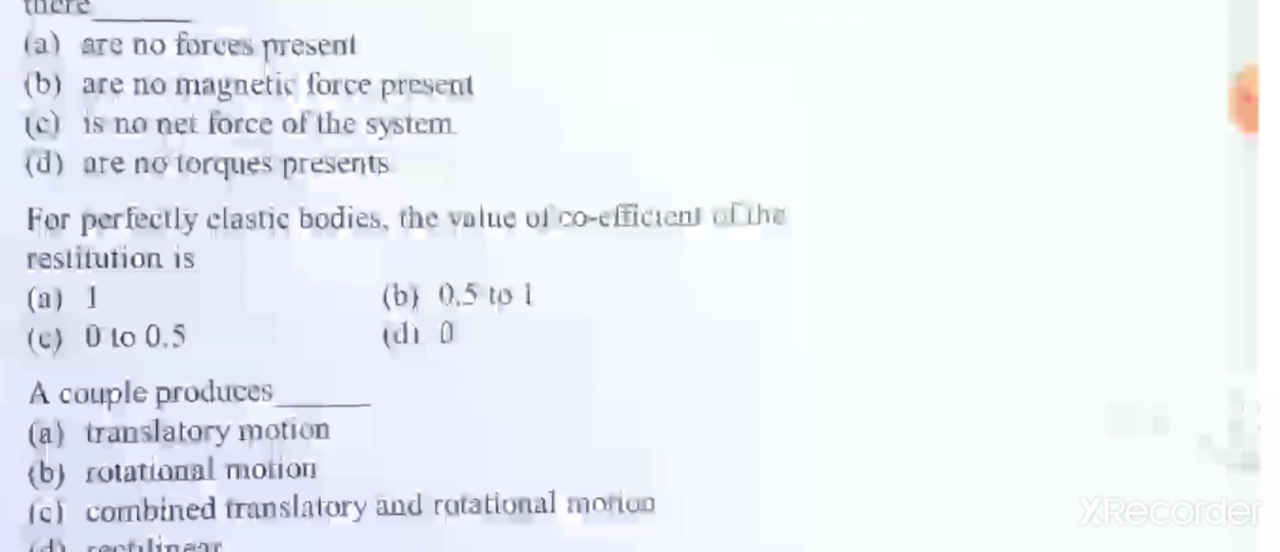 there______
(a) are no forces present
(b) are no magnetic force present
(c) is no net force of the system
(d) are no torques presents
For perfectly elastic bodies, the value of co-efficient of the
restitution is
(a) 1 (b) 0.5 to 1
(c) 0 to 0.5 (d) 0
A couple produces______
(a) translatory motion
(b) rotational motion
(c) combined translatory and rotational motion
(d) rectilinear
XRecorder